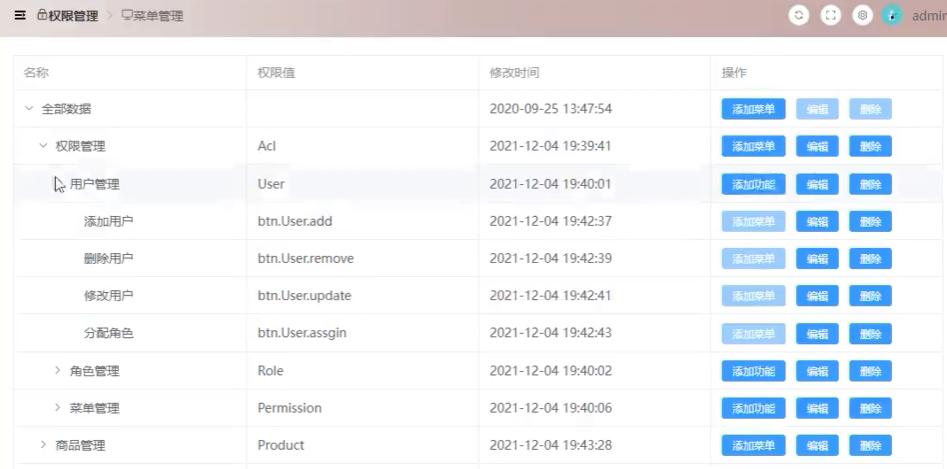 权限管理 > 菜单管理 admin
名称 权限值 修改时间 操作
全部数据 2020-09-25 13:47:54 添加菜单 编辑 删除
权限管理 Acl 2021-12-04 19:39:41 添加菜单 编辑 删除
用户管理 User 2021-12-04 19:40:01 添加功能 编辑 删除
添加用户 btn.User.add 2021-12-04 19:42:37 添加菜单 编辑 删除
删除用户 btn.User.remove 2021-12-04 19:42:39 添加菜单 编辑 删除
修改用户 btn.User.update 2021-12-04 19:42:41 添加菜单 编辑 删除
分配角色 btn.User.assgin 2021-12-04 19:42:43 添加菜单 编辑 删除
角色管理 Role 2021-12-04 19:40:02 添加功能 编辑 删除
菜单管理 Permission 2021-12-04 19:40:06 添加功能 编辑 删除
商品管理 Product 2021-12-04 19:43:28 添加菜单 编辑 删除